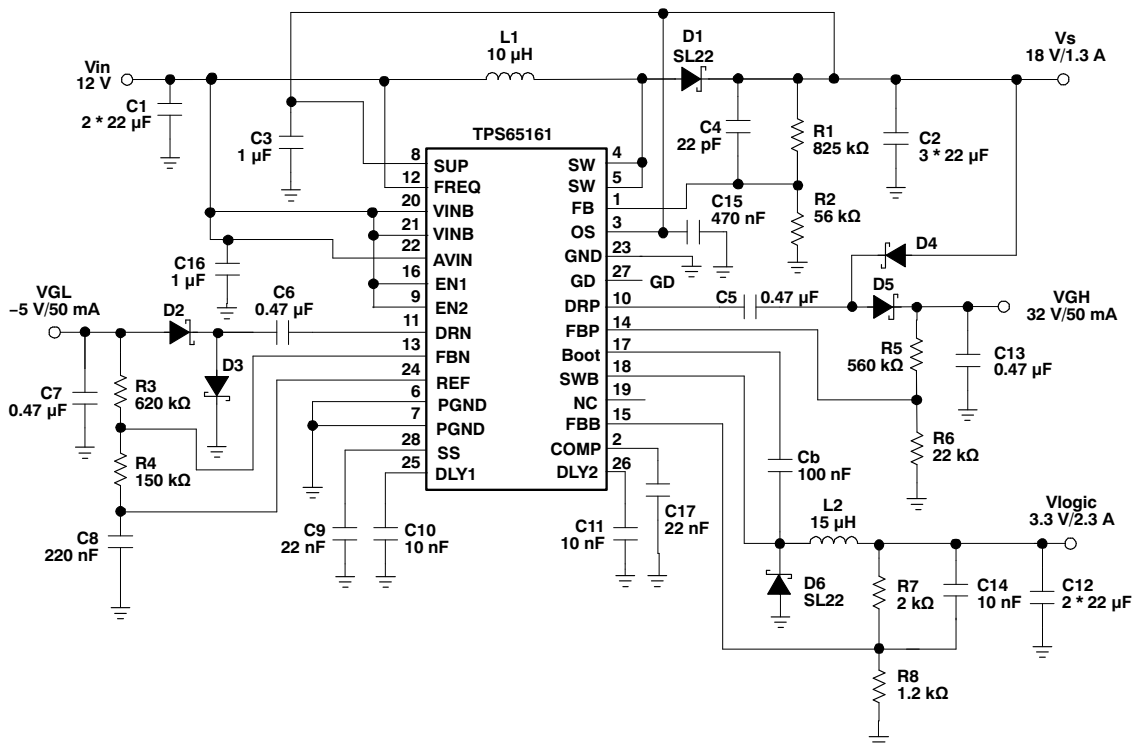 L1
10 µH
D1
SL22
Vs
18 V/1.3 A
Vin
12 V
C1
2 * 22 µF
C3
1 µF
TPS65161
C4
22 pF
R1
825 kΩ
C2
3 * 22 µF
8
SUP
12
FREQ
20
VINB
21
VINB
22
AVIN
16
EN1
9
EN2
11
DRN
13
FBN
24
REF
6
PGND
7
PGND
28
SS
25
DLY1
4
SW
5
SW
1
FB
3
OS
23
GND
27
GD
GD
10
DRP
14
FBP
17
Boot
18
SWB
19
NC
15
FBB
2
COMP
26
DLY2
C15
470 nF
R2
56 kΩ
D4
C16
1 µF
VGL
–5 V/50 mA
D2
C6
0.47 µF
C5
0.47 µF
D5
VGH
32 V/50 mA
D3
C7
0.47 µF
R3
620 kΩ
R5
560 kΩ
C13
0.47 µF
R4
150 kΩ
R6
22 kΩ
Cb
100 nF
C8
220 nF
C9
22 nF
C10
10 nF
C11
10 nF
C17
22 nF
L2
15 µH
Vlogic
3.3 V/2.3 A
D6
SL22
R7
2 kΩ
C14
10 nF
C12
2 * 22 µF
R8
1.2 kΩ